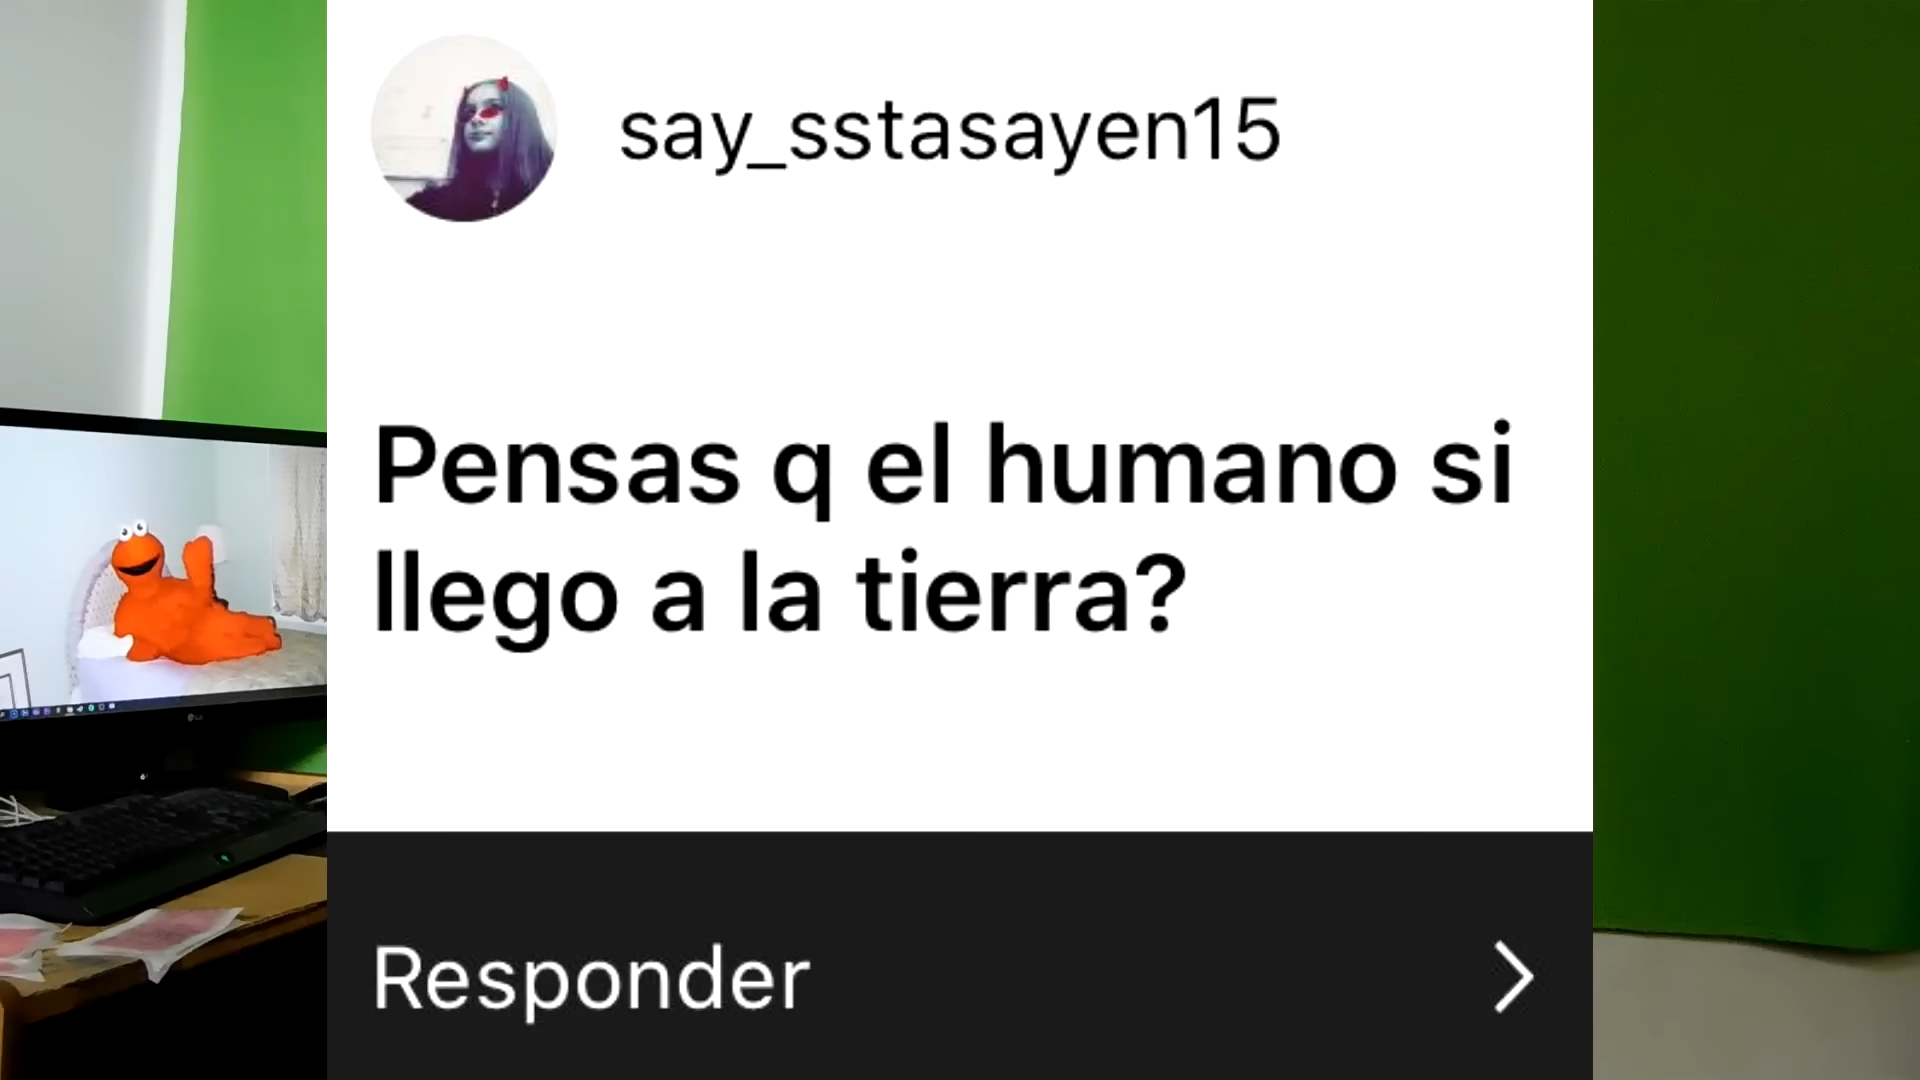 say_sstasayen15
Pensas q el humano si
llego a la tierra?
Responder